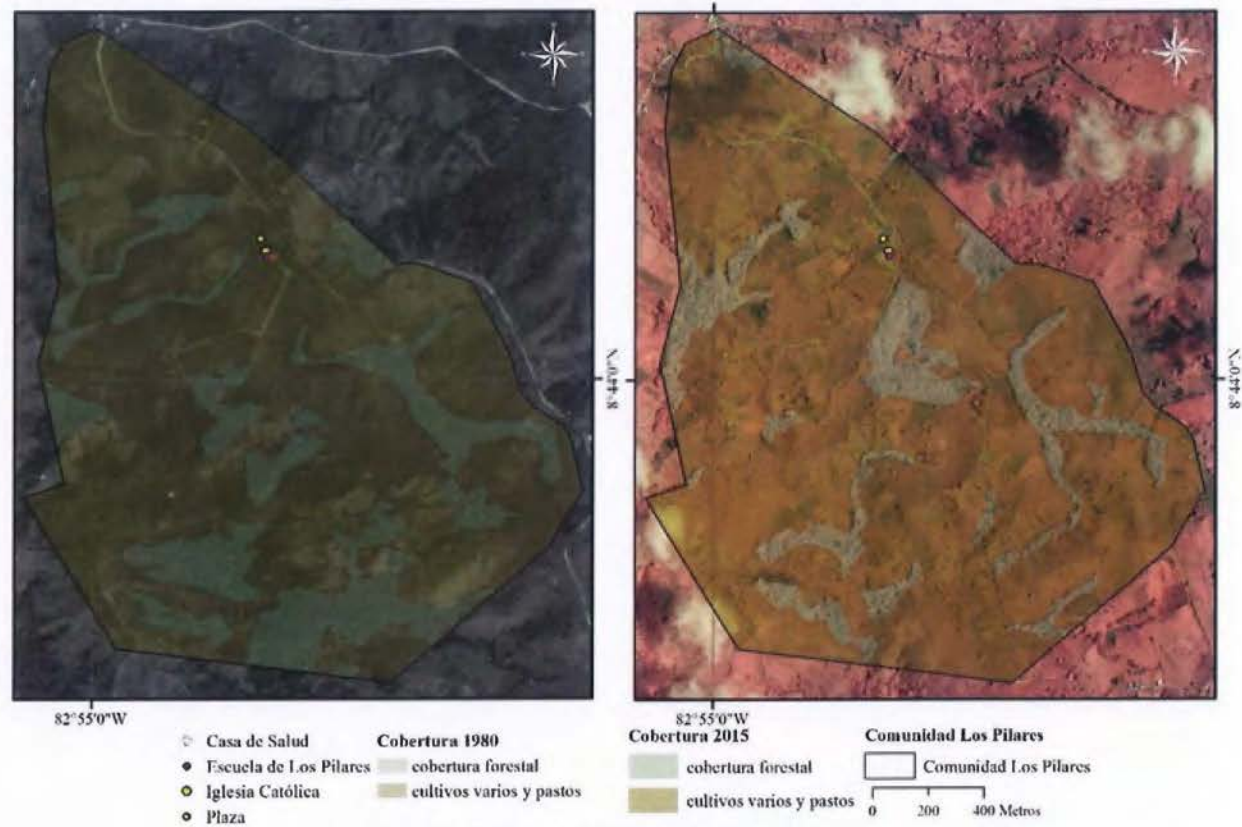 8°44'0"N
8°44'0"N
82°55'0"W
82°55'0"W
Casa de Salud
Escuela de Los Pilares
Iglesia Católica
Plaza
Cobertura 1980
cobertura forestal
cultivos varios y pastos
Cobertura 2015
cobertura forestal
cultivos varios y pastos
Comunidad Los Pilares
Comunidad Los Pilares
0 200 400 Metros